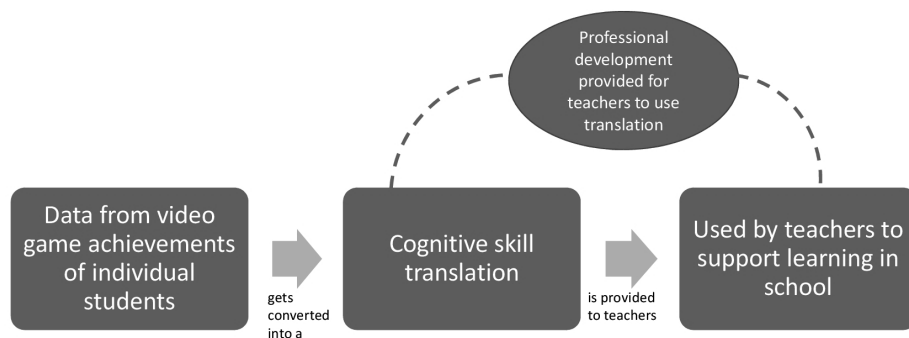 Professional
development
provided for
teachers to use
translation
Data from video
game achievements
of individual
students
gets
converted
into a
Cognitive skill
translation
is provided
to teachers
Used by teachers to
support learning in
school